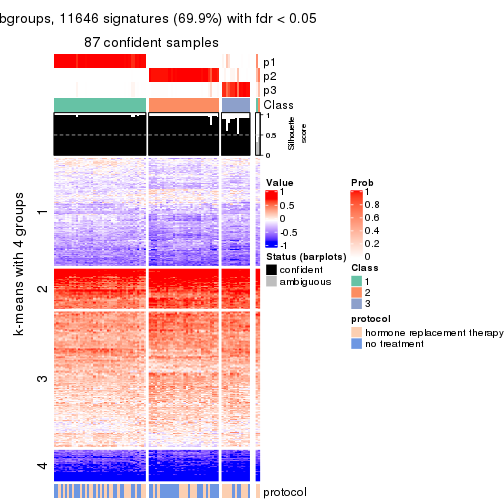 bgroups, 11646 signatures (69.9%) with fdr < 0.05
87 confident samples
p1
p2
p3
Class
1
0.5
0
Silhouette
score
k-means with 4 groups
1
2
3
4
protocol
Value
1
0.5
0
-0.5
-1
Status (barplots)
confident
ambiguous
Prob
1
0.8
0.6
0.4
0.2
0
Class
1
2
3
protocol
hormone replacement therapy
no treatment